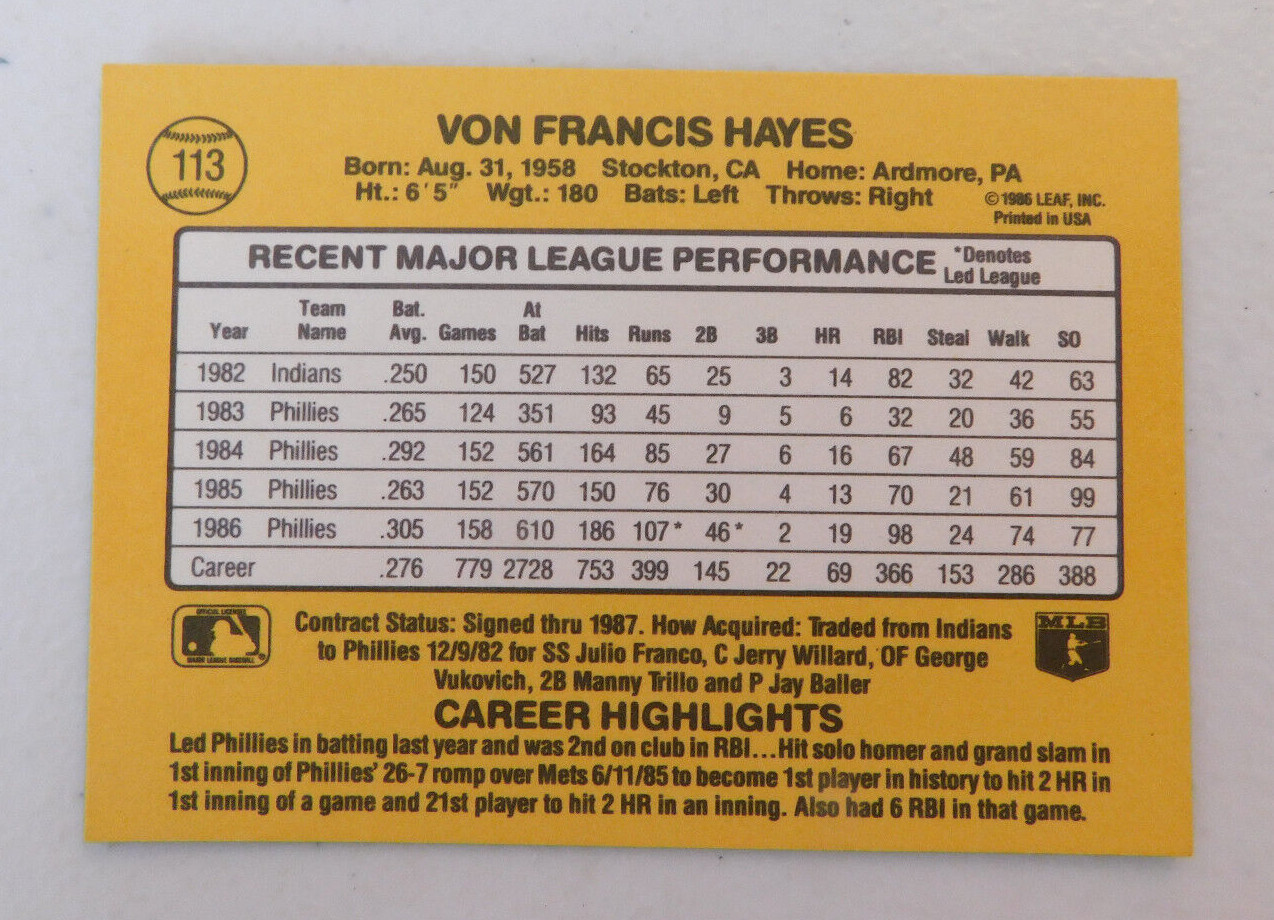 113
VON FRANCIS HAYES
Born: Aug. 31, 1958 Stockton, CA Home: Ardmore, PA
Ht.: 6'5" Wgt.: 180 Bats: Left Throws: Right
©1986 LEAF, INC.
Printed in USA
RECENT MAJOR LEAGUE PERFORMANCE *Denotes Led League
Year Team Name Bat. Avg. Games At Bat Hits Runs 2B 3B HR RBI Steal Walk SO
1982 Indians .250 150 527 132 65 25 3 14 82 32 42 63
1983 Phillies .265 124 351 93 45 9 5 6 32 20 36 55
1984 Phillies .292 152 561 164 85 27 6 16 67 48 59 84
1985 Phillies .263 152 570 150 76 30 4 13 70 21 61 99
1986 Phillies .305 158 610 186 107* 46* 2 19 98 24 74 77
Career .276 779 2728 753 399 145 22 69 366 153 286 388
OFFICIAL LICENSEE
MAJOR LEAGUE BASEBALL
®
Contract Status: Signed thru 1987. How Acquired: Traded from Indians
to Phillies 12/9/82 for SS Julio Franco, C Jerry Willard, OF George
Vukovich, 2B Manny Trillo and P Jay Baller
MLB
CAREER HIGHLIGHTS
Led Phillies in batting last year and was 2nd on club in RBI...Hit solo homer and grand slam in
1st inning of Phillies' 26-7 romp over Mets 6/11/85 to become 1st player in history to hit 2 HR in
1st inning of a game and 21st player to hit 2 HR in an inning. Also had 6 RBI in that game.